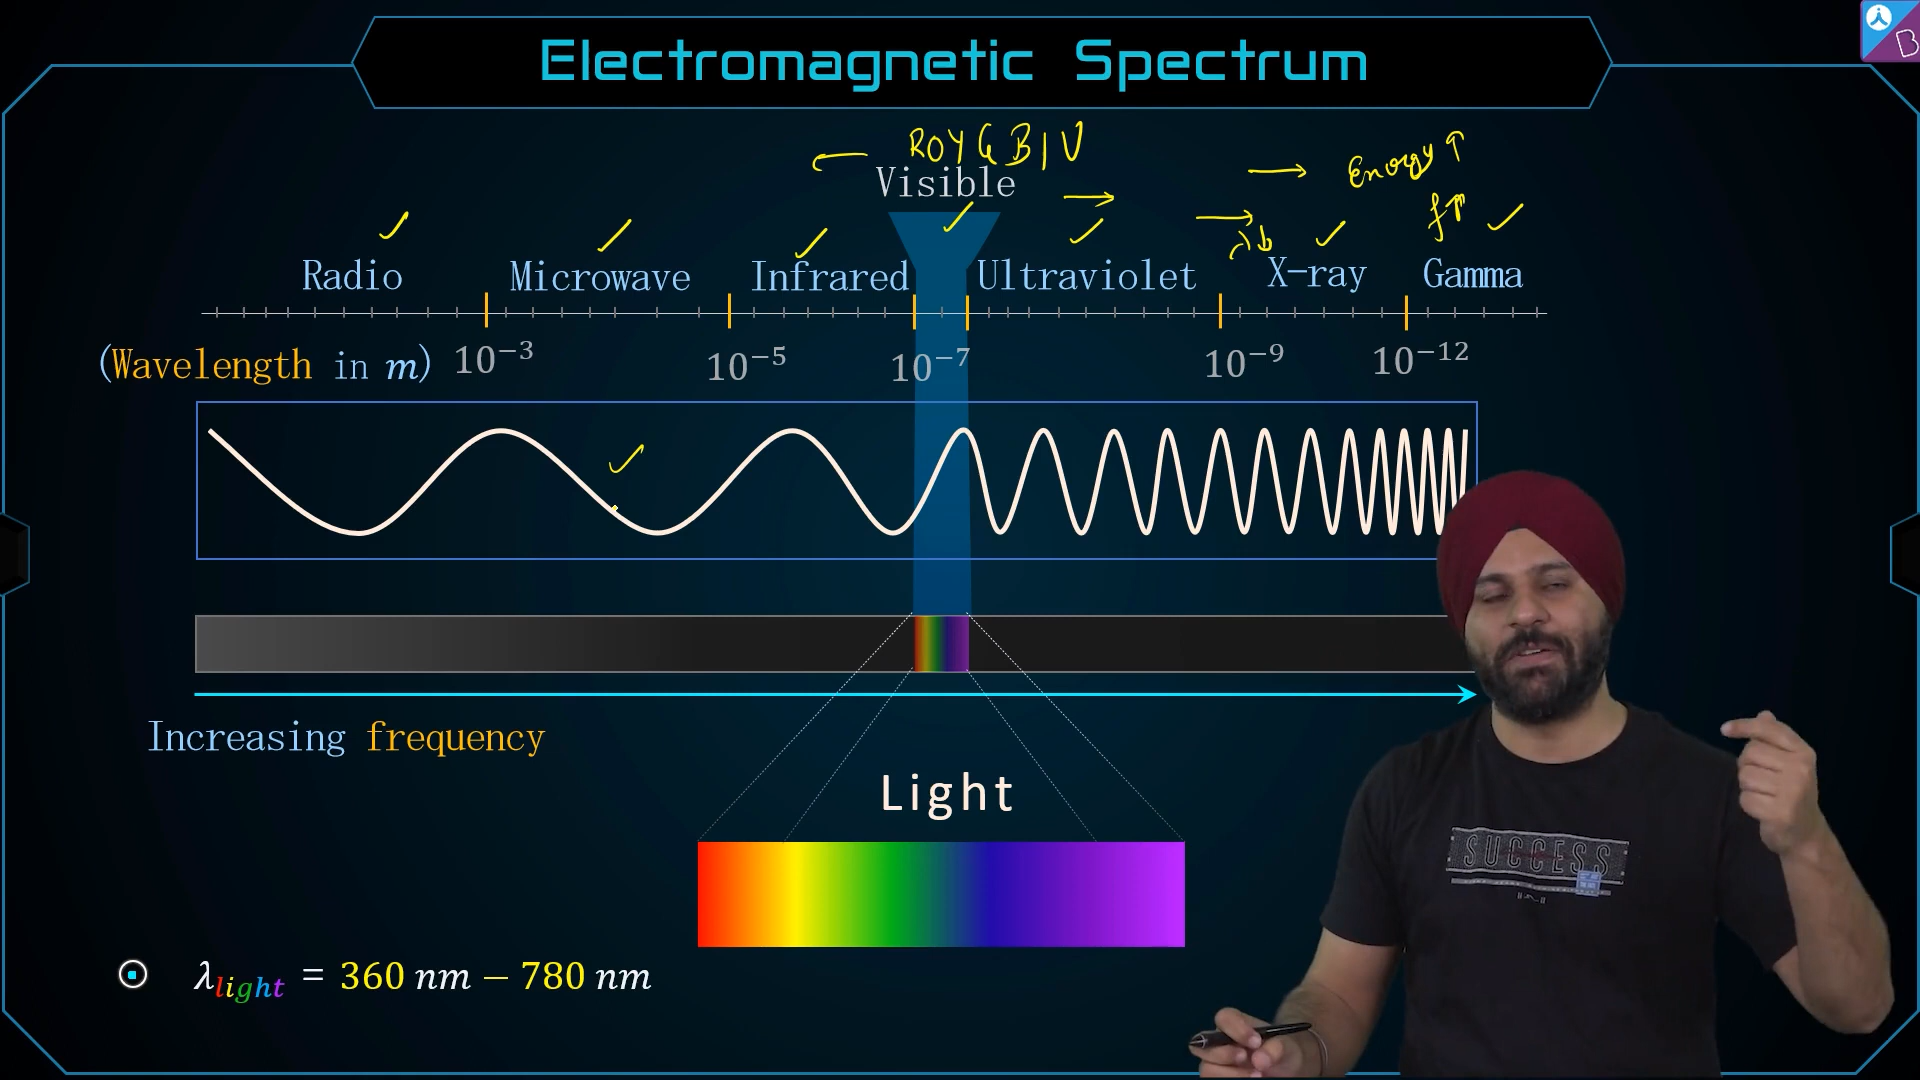 Electromagnetic Spectrum
← ROYGBIV
→ Energy ↑
Visible
→ λ↓ f↑
Radio Microwave Infrared Ultraviolet X-ray Gamma
(Wavelength in m) 10⁻³ 10⁻⁵ 10⁻⁷ 10⁻⁹ 10⁻¹²
Increasing frequency
Light
SUCCESS
λlight = 360 nm – 780 nm
B